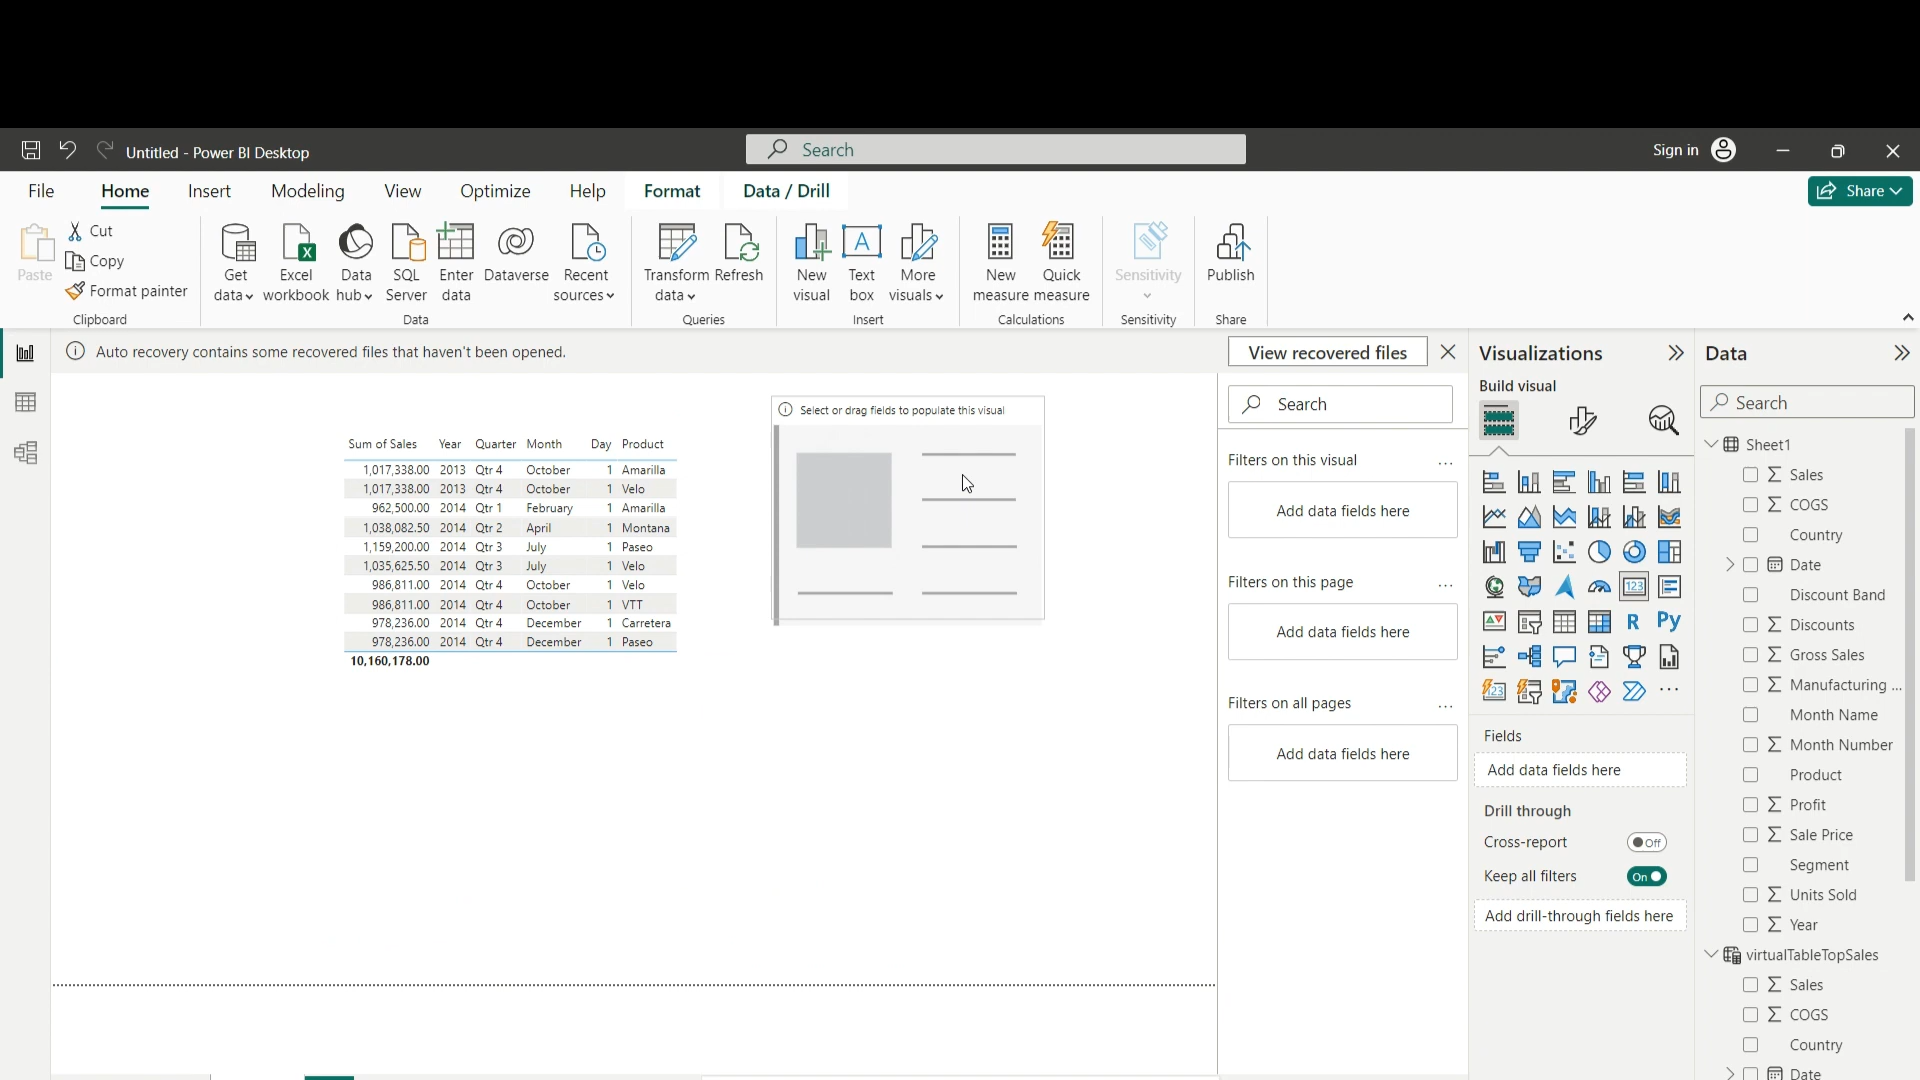 Untitled - Power BI Desktop
Search
Sign in
File Home Insert Modeling View Optimize Help Format Data / Drill
Share
Paste
Cut
Copy
Format painter
Clipboard
Get data
Excel workbook
Data hub
SQL Server
Enter data
Dataverse
Recent sources
Data
Transform data
Refresh
Queries
New visual
Text box
More visuals
Insert
New measure
Quick measure
Calculations
Sensitivity
Sensitivity
Publish
Share
Auto recovery contains some recovered files that haven't been opened.
View recovered files
Sum of Sales Year Quarter Month Day Product
1,017,338.00 2013 Qtr 4 October 1 Amarilla
1,017,338.00 2013 Qtr 4 October 1 Velo
962,500.00 2014 Qtr 1 February 1 Amarilla
1,038,082.50 2014 Qtr 2 April 1 Montana
1,159,200.00 2014 Qtr 3 July 1 Paseo
1,035,625.50 2014 Qtr 3 July 1 Velo
986,811.00 2014 Qtr 4 October 1 Velo
986,811.00 2014 Qtr 4 October 1 VTT
978,236.00 2014 Qtr 4 December 1 Carretera
978,236.00 2014 Qtr 4 December 1 Paseo
10,160,178.00
Select or drag fields to populate this visual
Search
Filters on this visual ...
Add data fields here
Filters on this page ...
Add data fields here
Filters on all pages ...
Add data fields here
Visualizations
Build visual
123
R
Py
123
...
Fields
Add data fields here
Drill through
Cross-report Off
Keep all filters On
Add drill-through fields here
Data
Search
Sheet1
Σ Sales
Σ COGS
Country
Date
Discount Band
Σ Discounts
Σ Gross Sales
Σ Manufacturing ...
Month Name
Σ Month Number
Product
Σ Profit
Σ Sale Price
Segment
Σ Units Sold
Σ Year
virtualTableTopSales
Σ Sales
Σ COGS
Country
Date